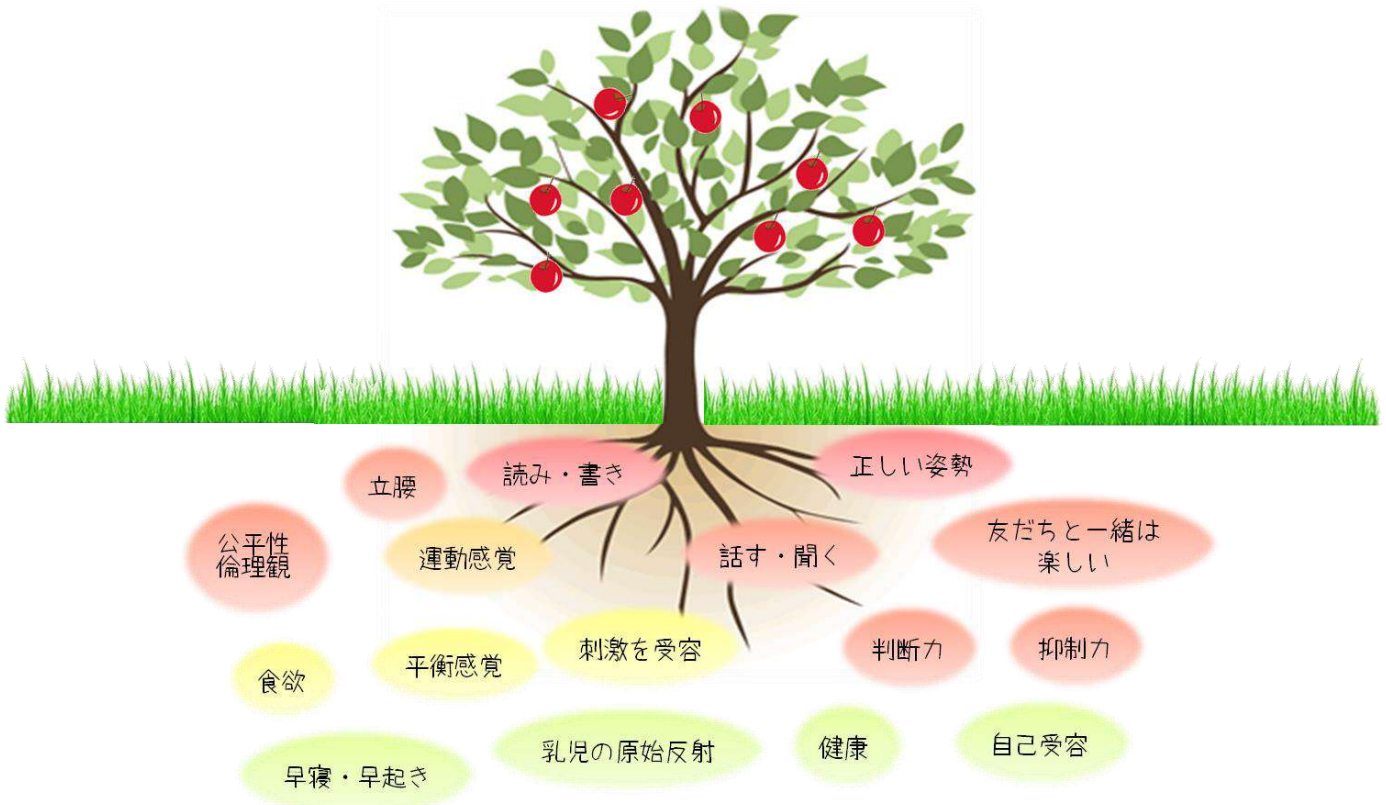 立腰
読み・書き
正しい姿勢
公平性
倫理観
運動感覚
話す・聞く
友だちと一緒は
楽しい
食欲
平衡感覚
刺激を受容
判断力
抑制力
早寝・早起き
乳児の原始反射
健康
自己受容